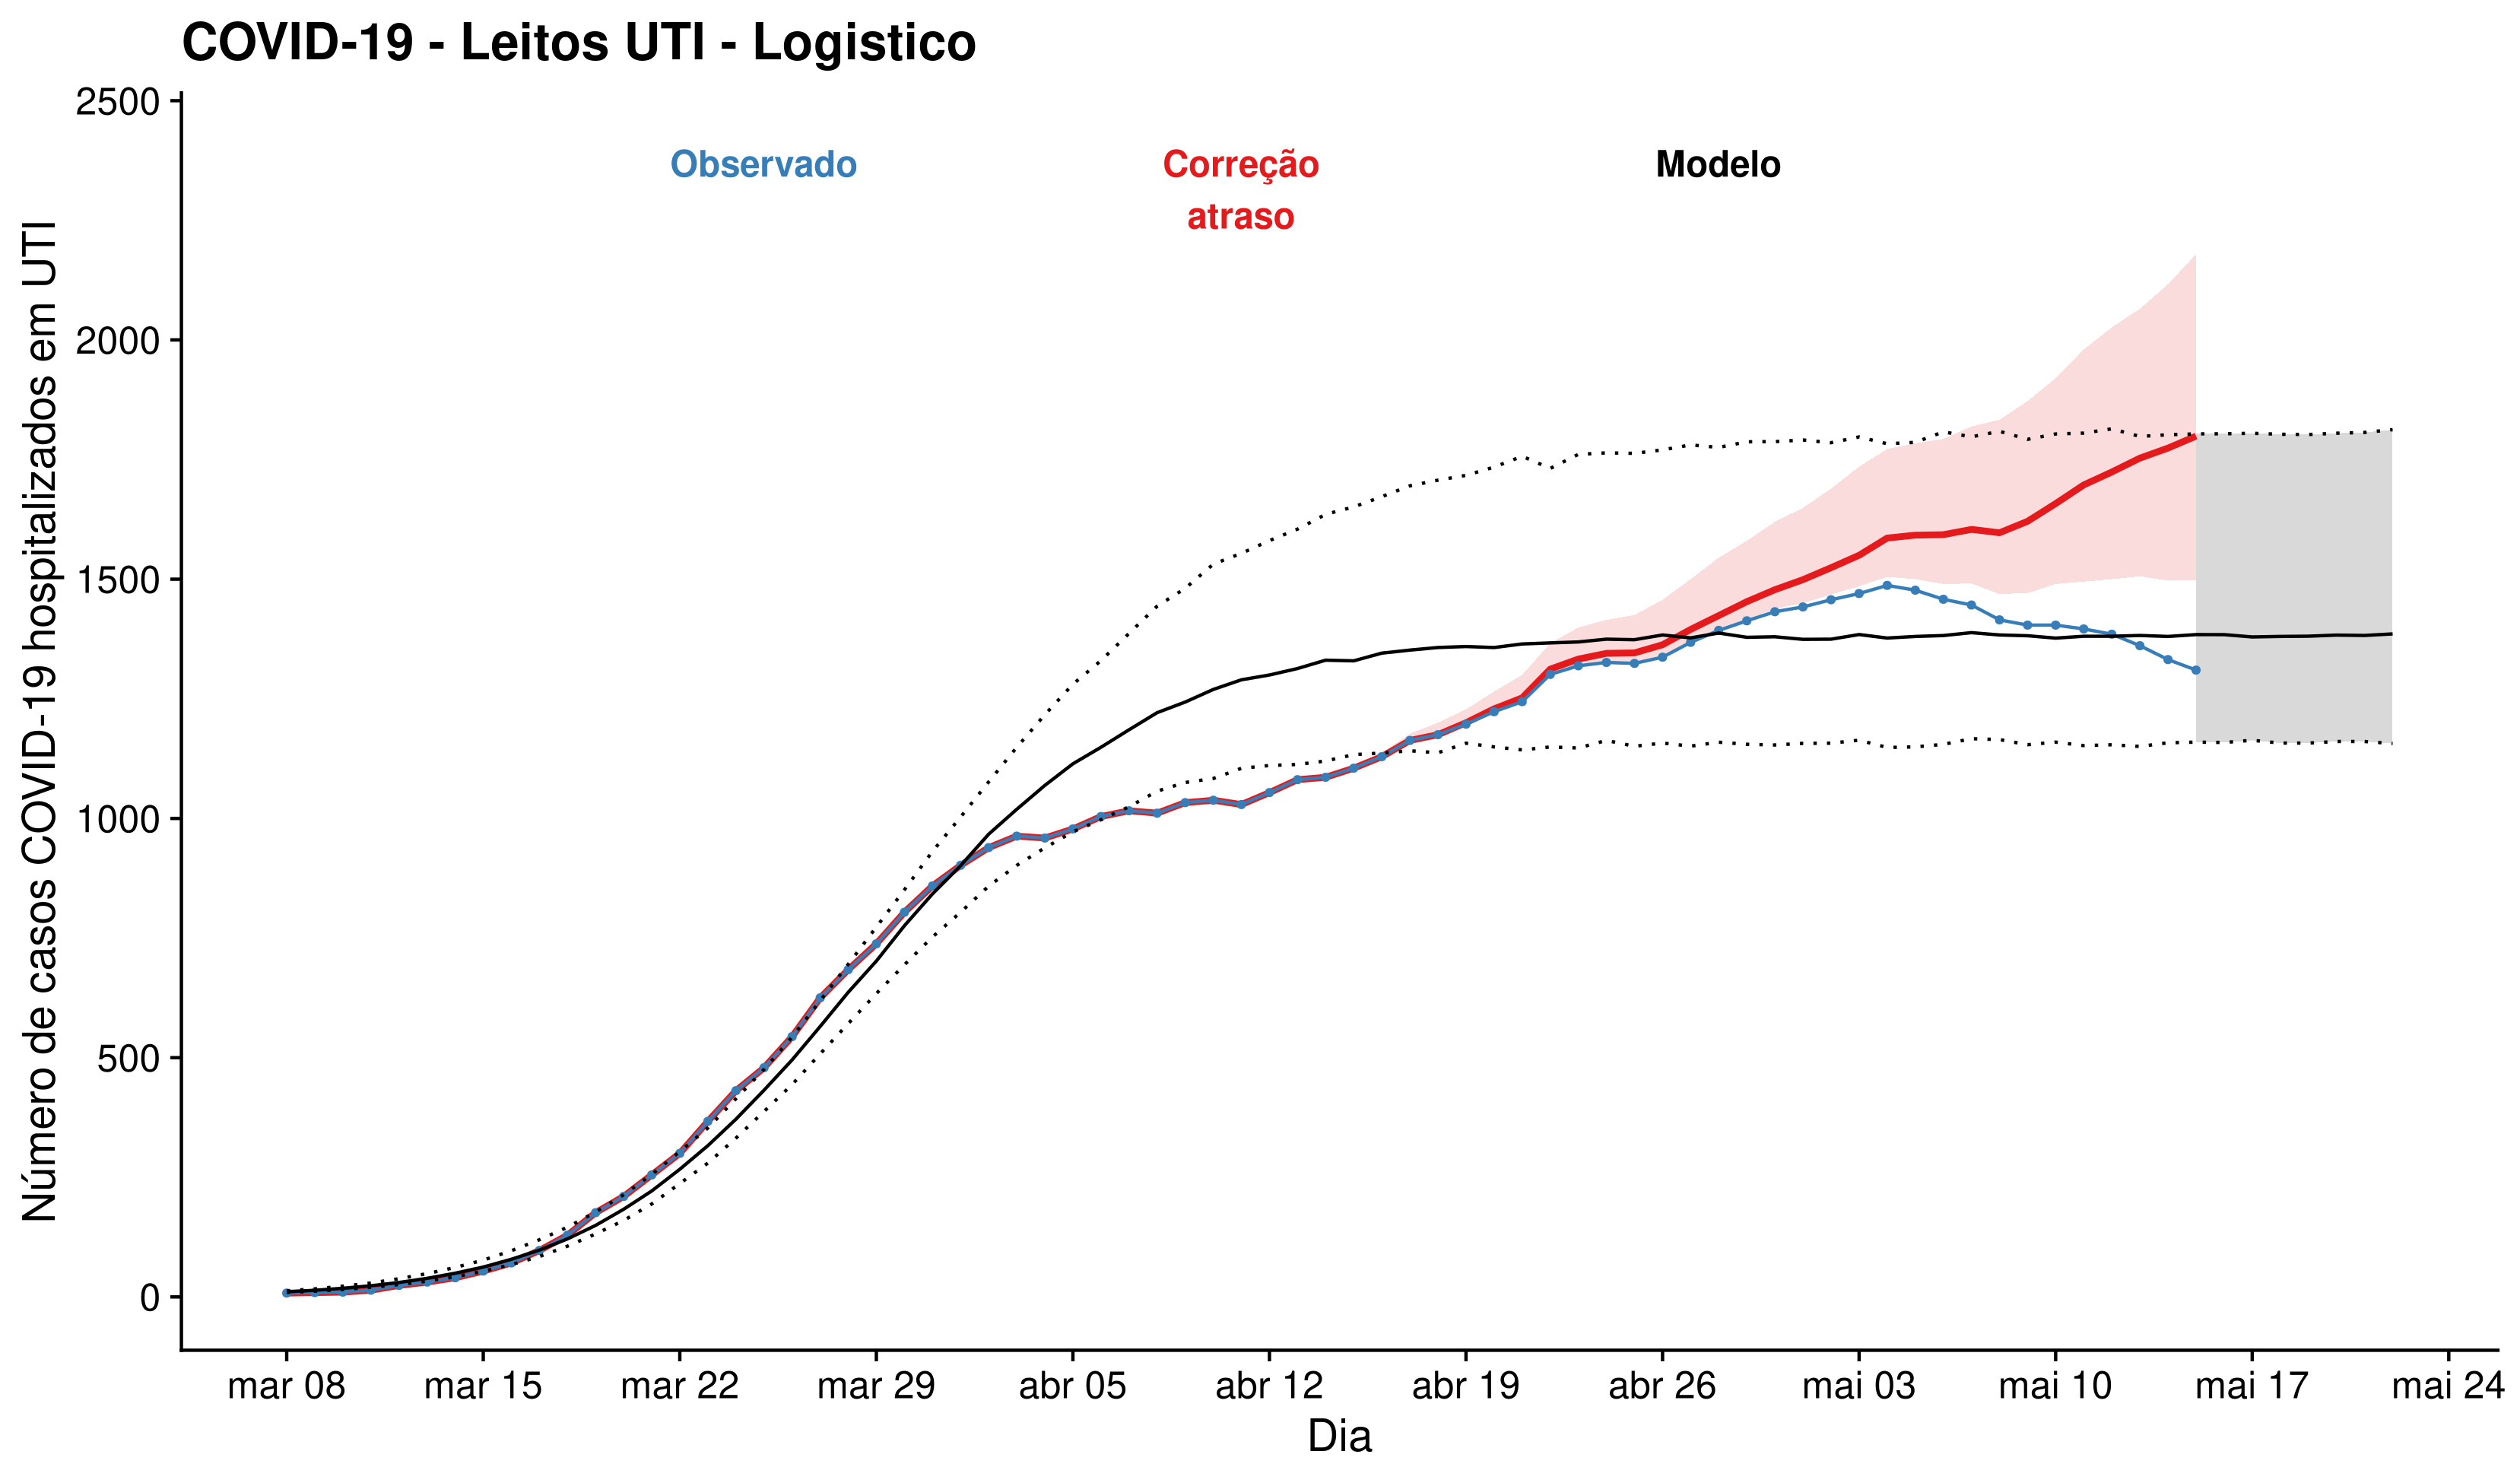 COVID-19 - Leitos UTI - Logistico
2500
2000
1500
1000
500
0
Número de casos COVID-19 hospitalizados em UTI
Observado
Correção
atraso
Modelo
mar 08 mar 15 mar 22 mar 29 abr 05 abr 12 abr 19 abr 26 mai 03 mai 10 mai 17 mai 24
Dia